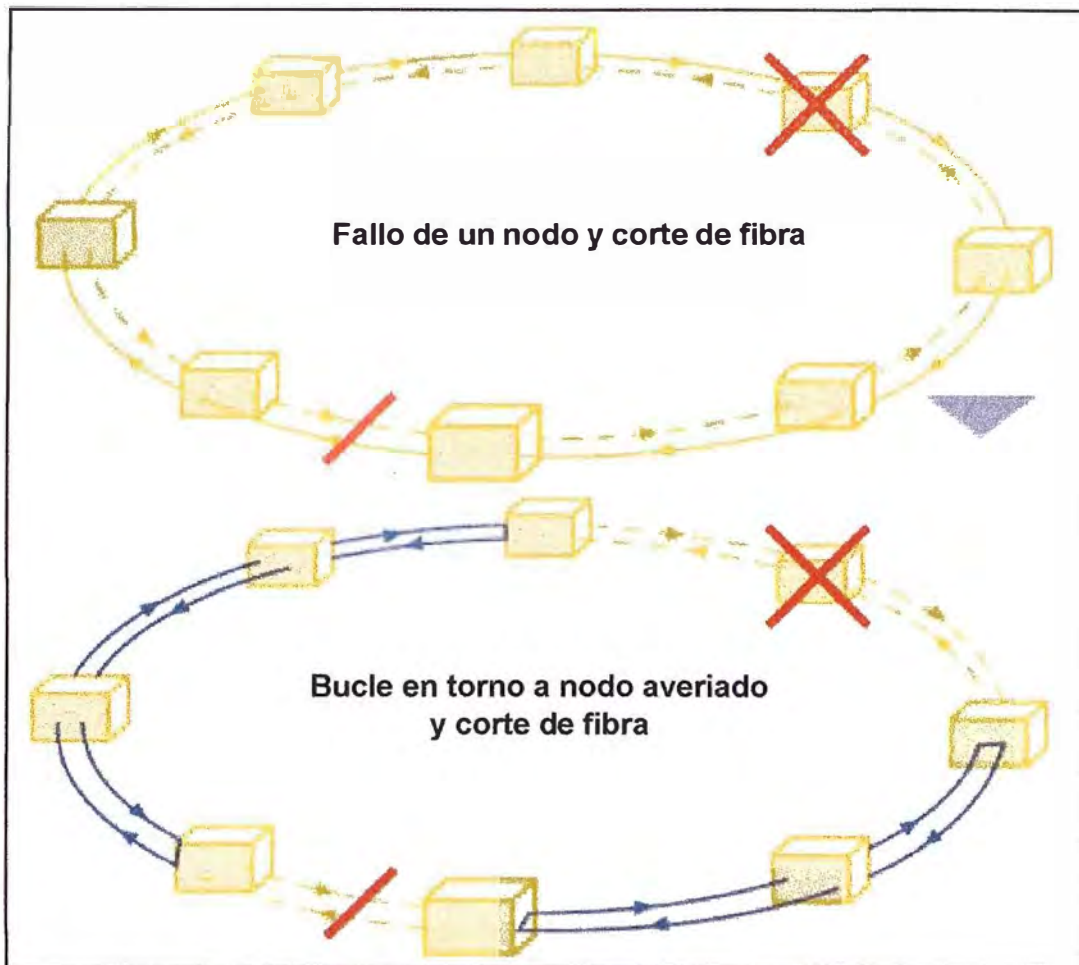 Fallo de un nodo y corte de fibra
Bucle en torno a nodo averiado
y corte de fibra